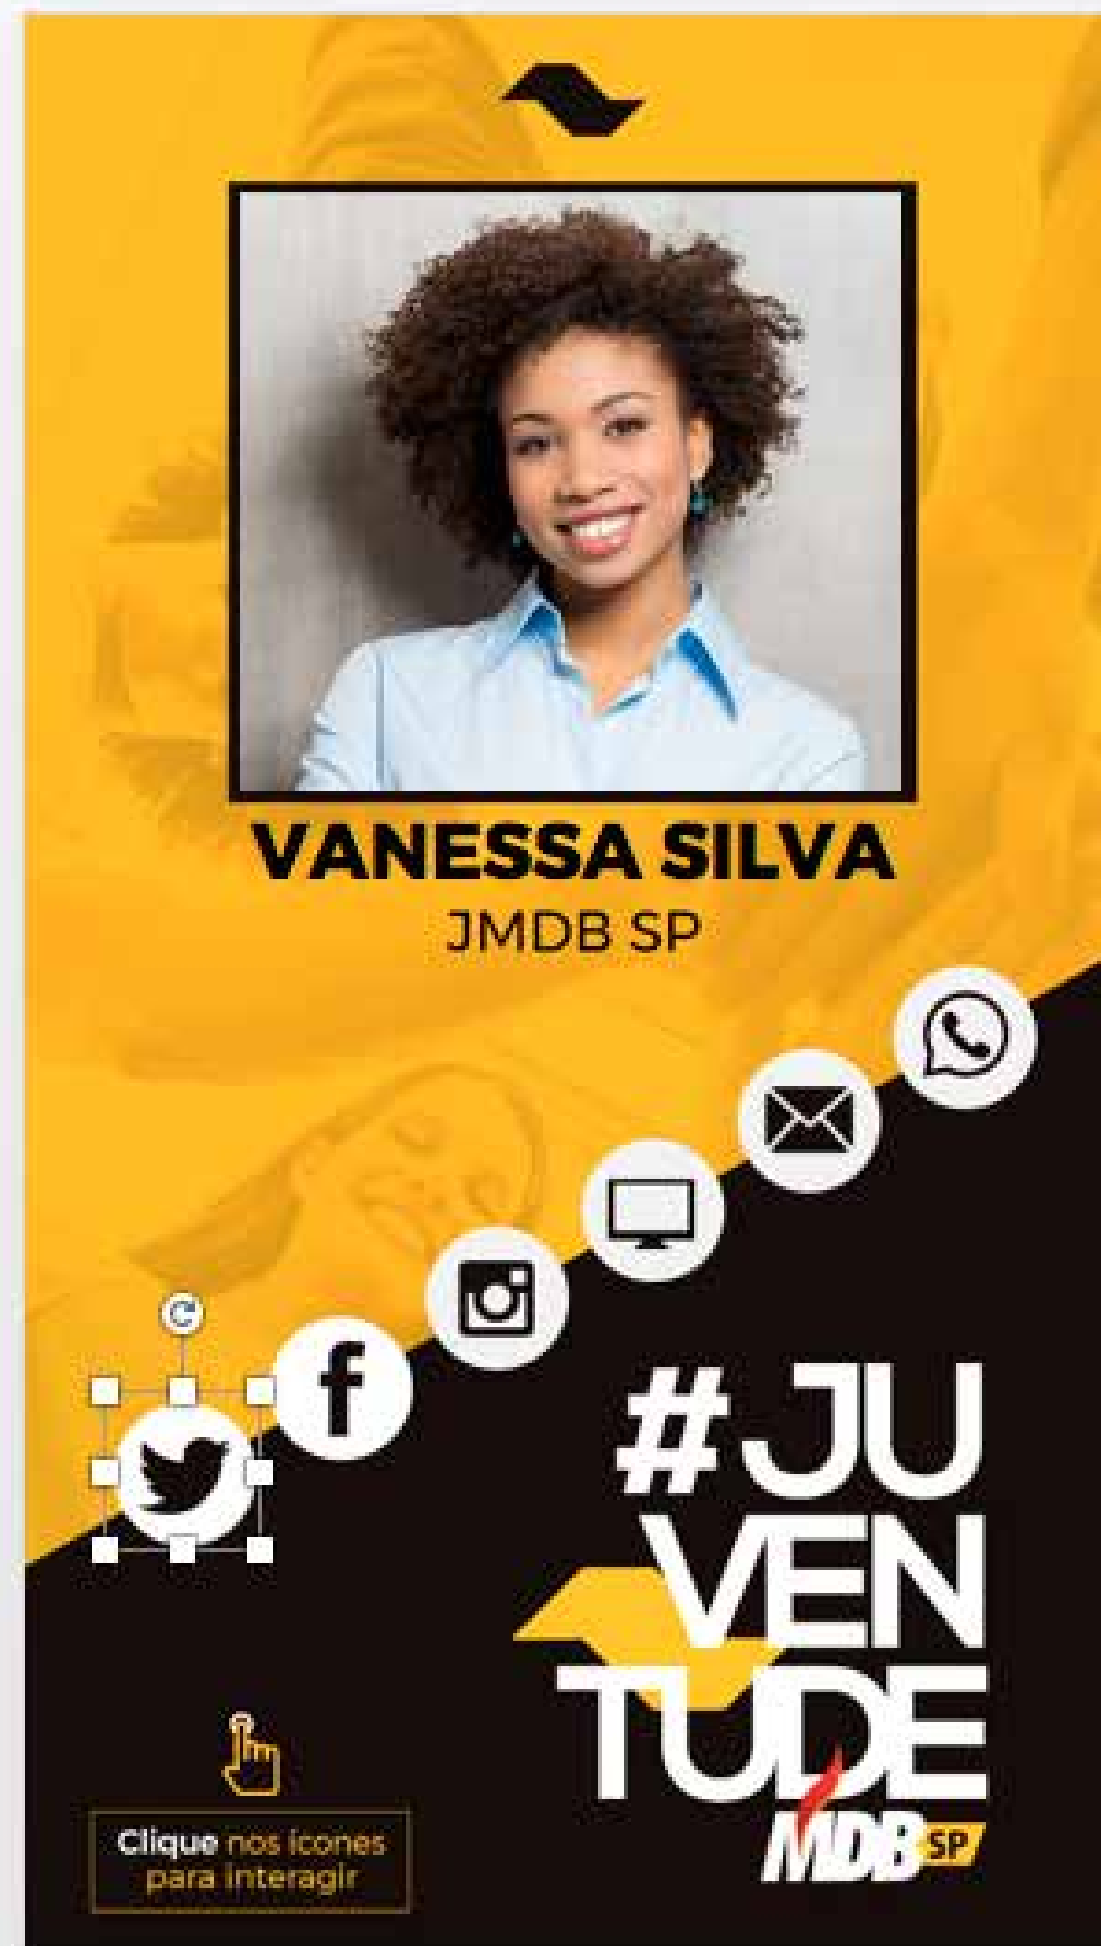 VANESSA SILVA
JMDB SP
#JU
VEN
TUDE
MDB SP
Clique nos ícones
para interagir